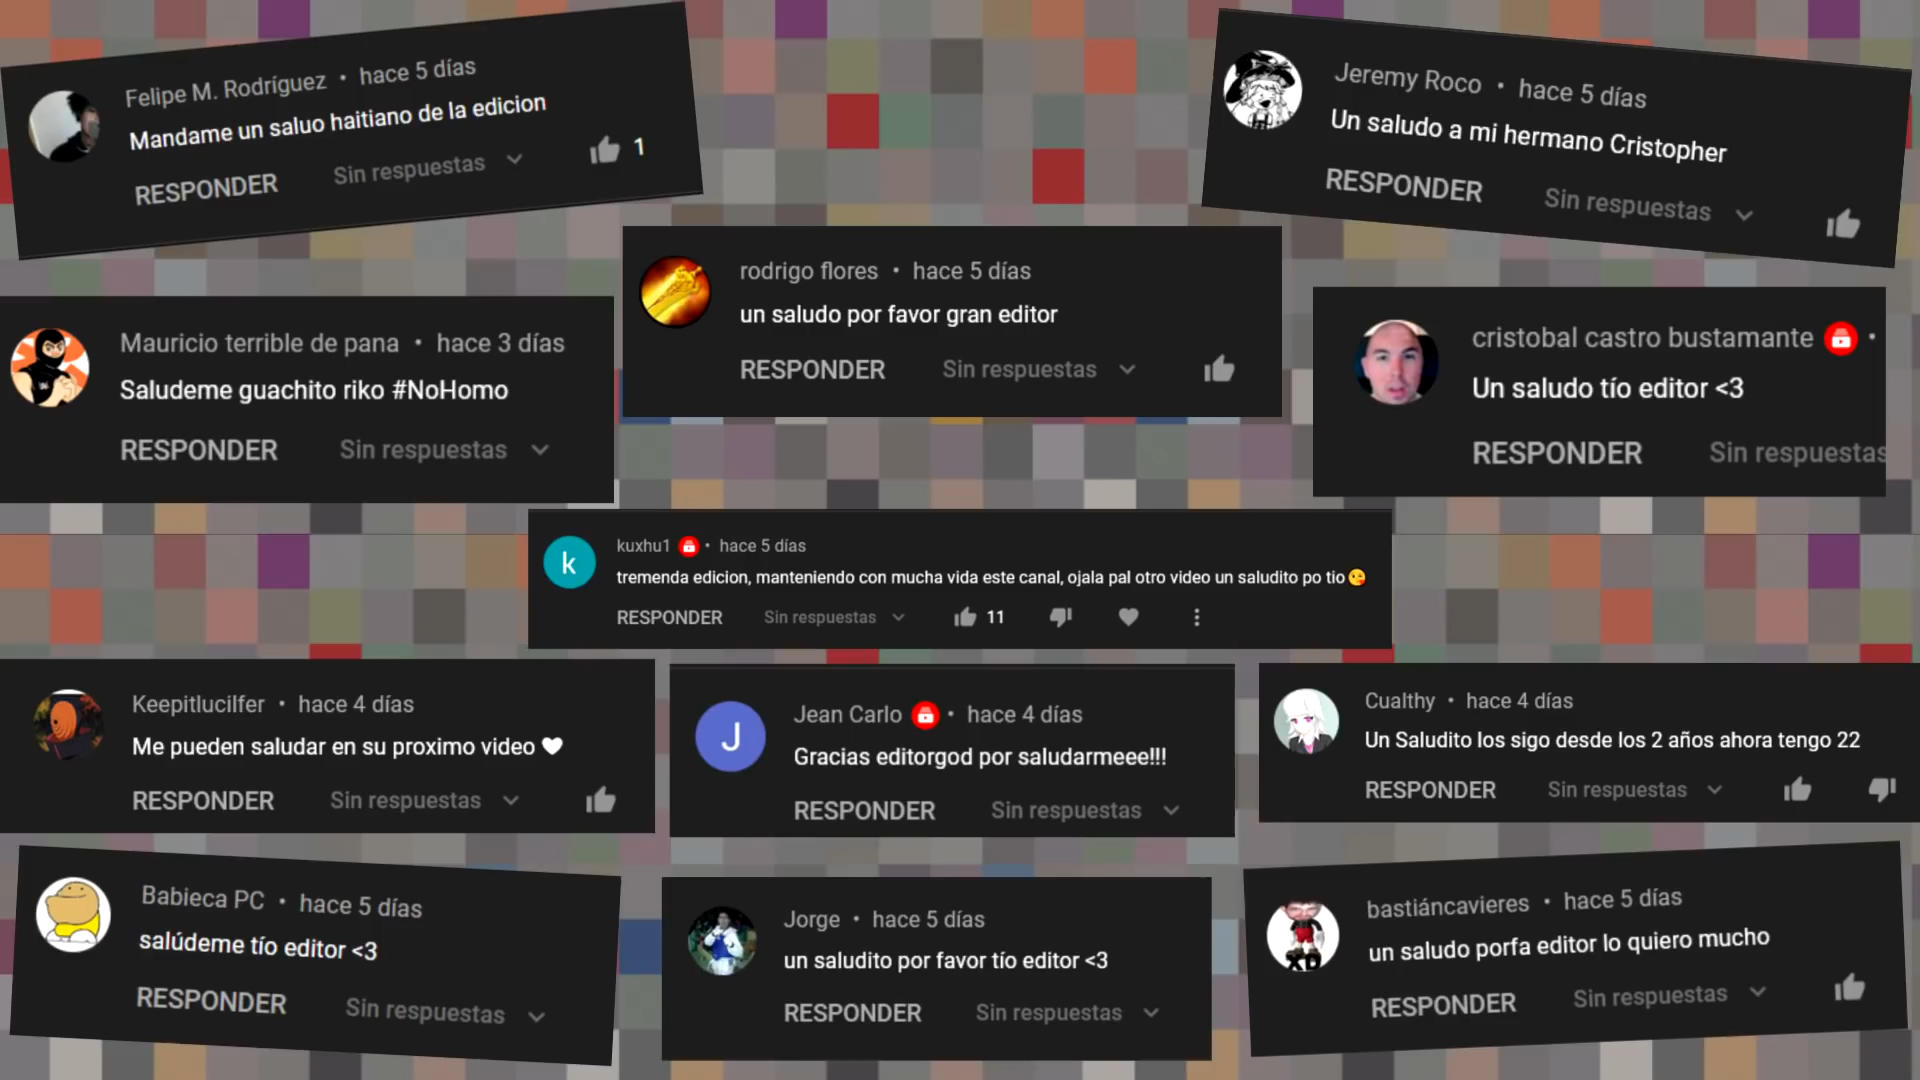 Felipe M. Rodríguez • hace 5 días
Mandame un saluo haitiano de la edicion
RESPONDER Sin respuestas 1
Jeremy Roco • hace 5 días
Un saludo a mi hermano Cristopher
RESPONDER Sin respuestas
rodrigo flores • hace 5 días
un saludo por favor gran editor
RESPONDER Sin respuestas
Mauricio terrible de pana • hace 3 días
Saludeme guachito riko #NoHomo
RESPONDER Sin respuestas
cristobal castro bustamante •
Un saludo tío editor <3
RESPONDER Sin respuestas
k
kuxhu1 • hace 5 días
tremenda edicion, manteniendo con mucha vida este canal, ojala pal otro video un saludito po tio😘
RESPONDER Sin respuestas 11
Keepitlucilfer • hace 4 días
Me pueden saludar en su proximo video ♥
RESPONDER Sin respuestas
J
Jean Carlo • hace 4 días
Gracias editorgod por saludarmeee!!!
RESPONDER Sin respuestas
Cualthy • hace 4 días
Un Saludito los sigo desde los 2 años ahora tengo 22
RESPONDER Sin respuestas
Babieca PC • hace 5 días
salúdeme tío editor <3
RESPONDER Sin respuestas
Jorge • hace 5 días
un saludito por favor tío editor <3
RESPONDER Sin respuestas
XD
bastiáncavieres • hace 5 días
un saludo porfa editor lo quiero mucho
RESPONDER Sin respuestas